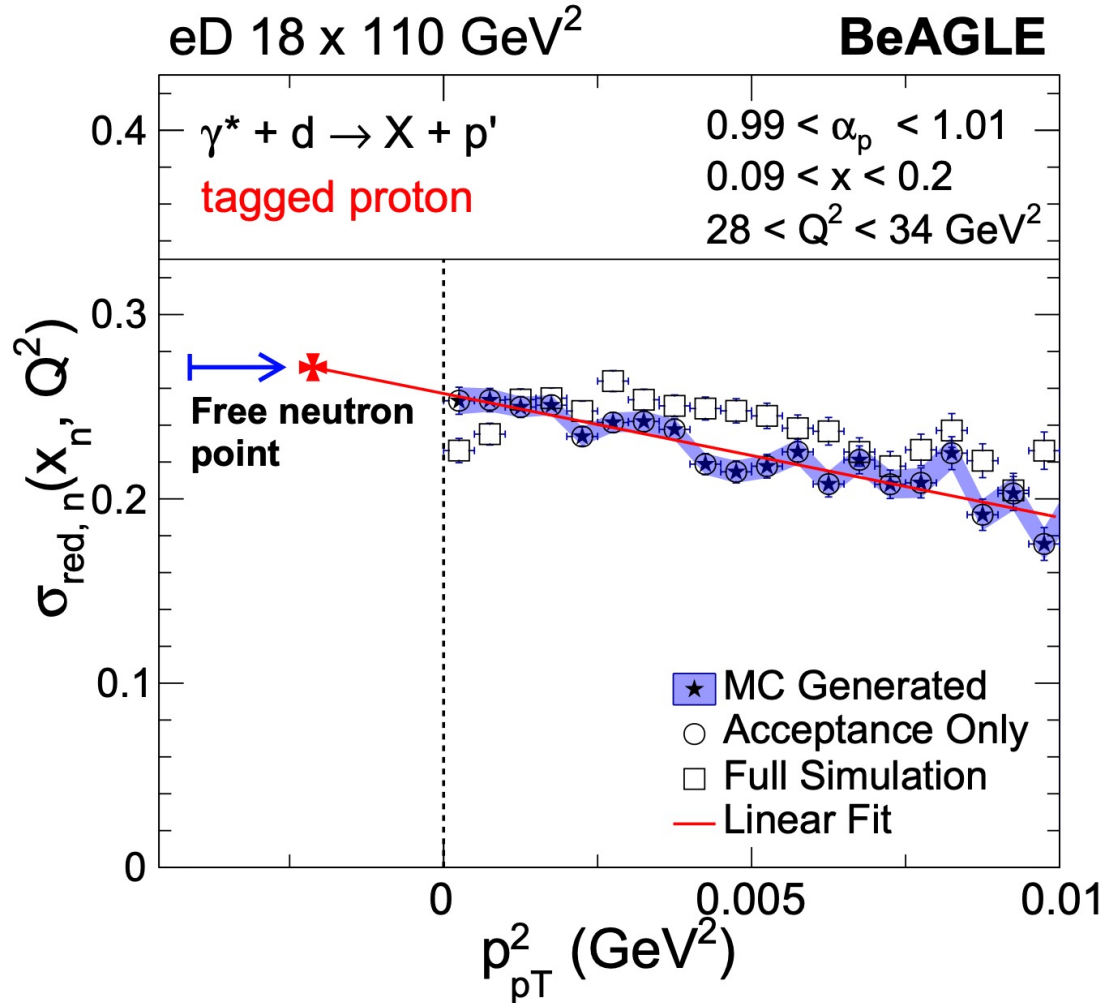 eD 18 x 110 GeV² BeAGLE
γ* + d → X + p'
tagged proton
0.99 < αₚ < 1.01
0.09 < x < 0.2
28 < Q² < 34 GeV²
0.4
0.3
0.2
0.1
0
σ_red, n(x_n, Q²)
Free neutron
point
MC Generated
Acceptance Only
Full Simulation
Linear Fit
0 0.005 0.01
p²_pT (GeV²)